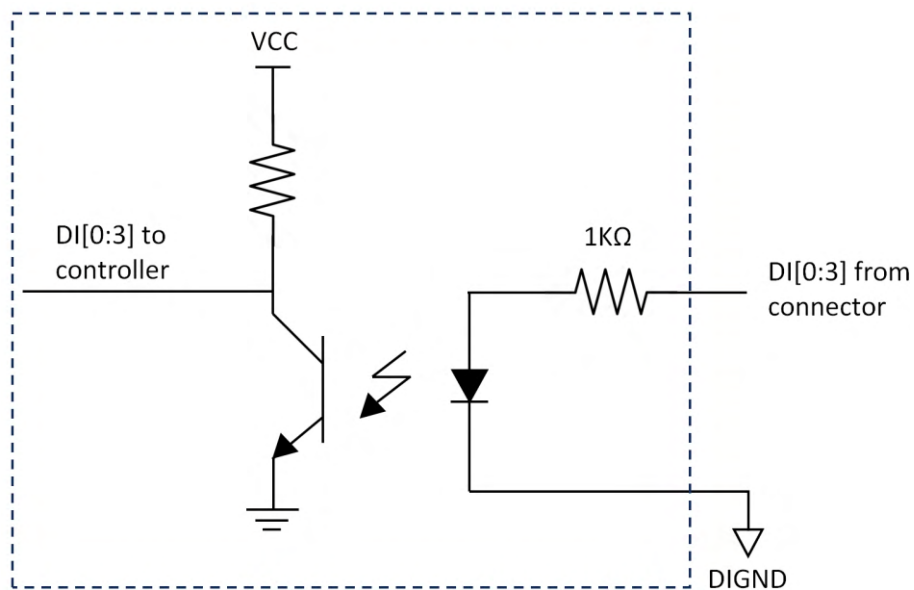 VCC
DI[0:3] to
controller
1KΩ
DI[0:3] from
connector
DIGND